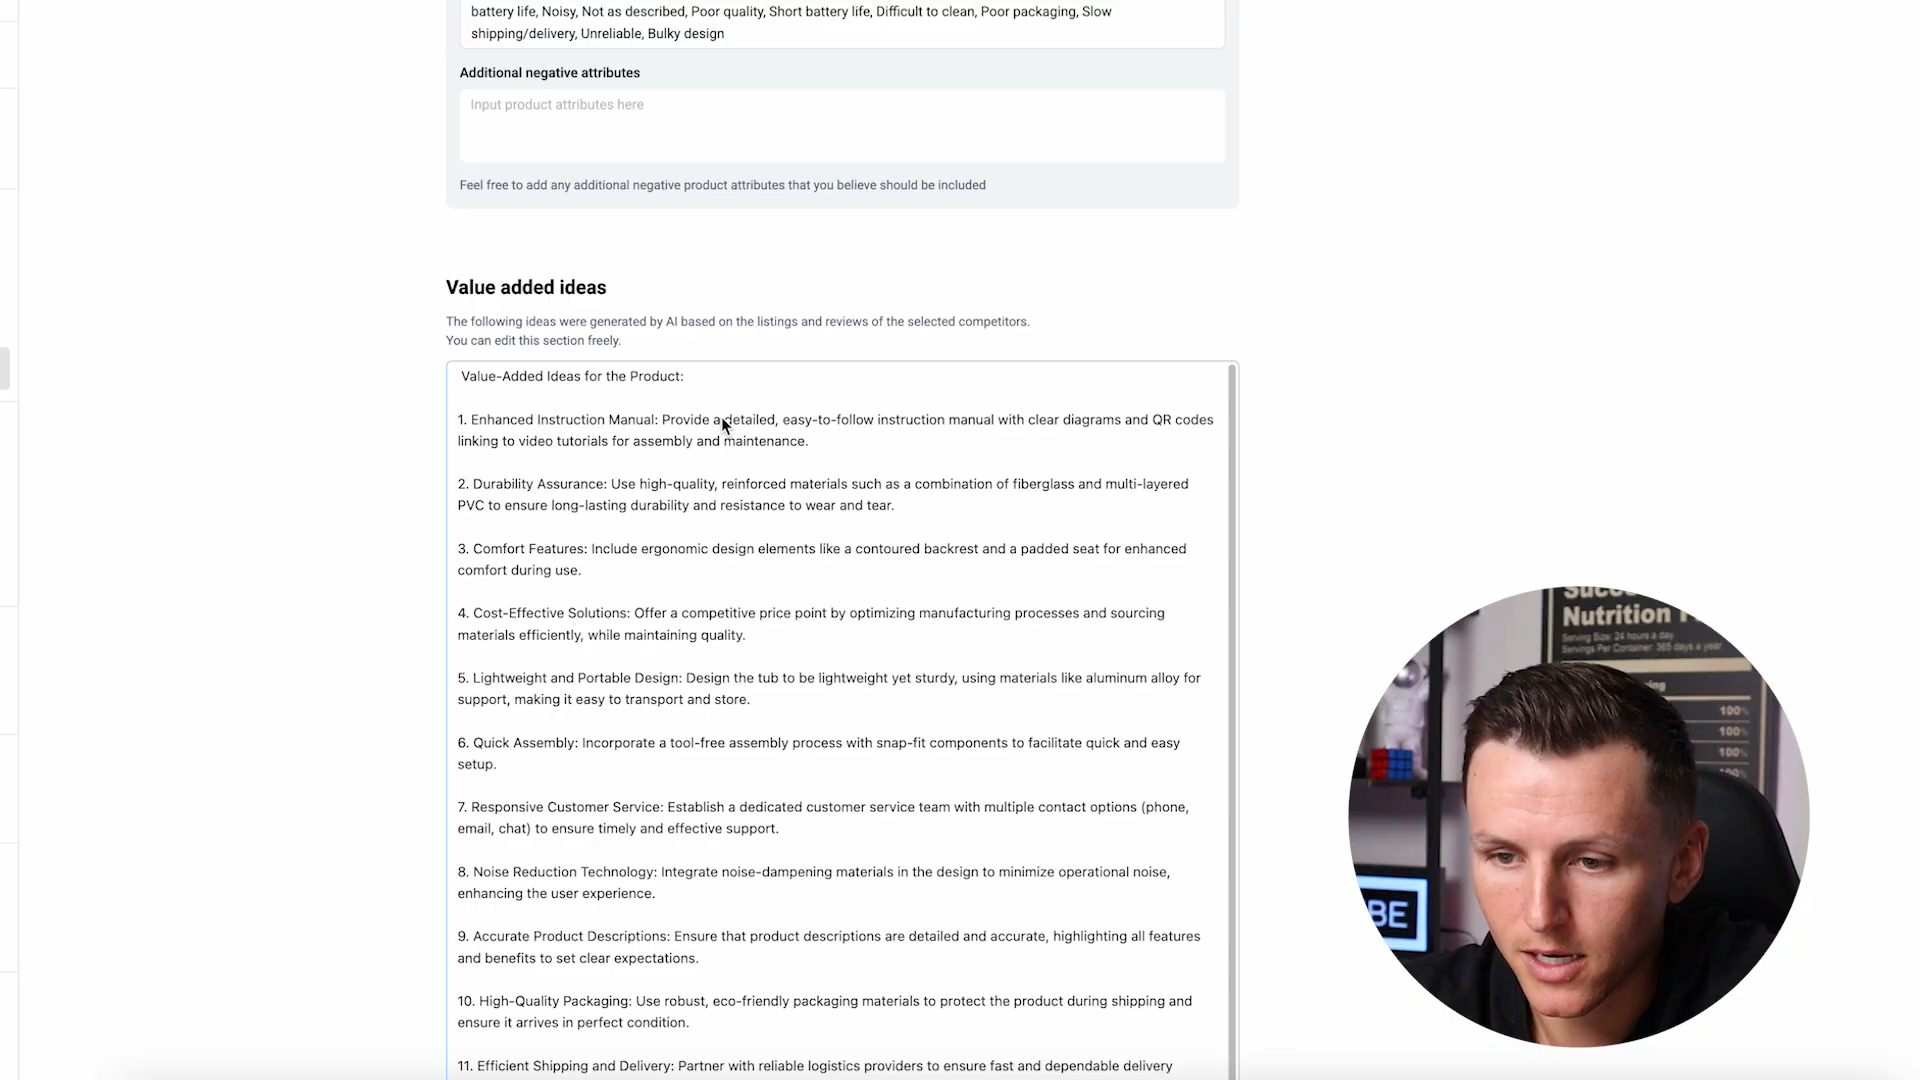 battery life, Noisy, Not as described, Poor quality, Short battery life, Difficult to clean, Poor packaging, Slow
shipping/delivery, Unreliable, Bulky design
Additional negative attributes
Input product attributes here
Feel free to add any additional negative product attributes that you believe should be included
Value added ideas
The following ideas were generated by AI based on the listings and reviews of the selected competitors.
You can edit this section freely.
Value-Added Ideas for the Product:
1. Enhanced Instruction Manual: Provide a detailed, easy-to-follow instruction manual with clear diagrams and QR codes
linking to video tutorials for assembly and maintenance.
2. Durability Assurance: Use high-quality, reinforced materials such as a combination of fiberglass and multi-layered
PVC to ensure long-lasting durability and resistance to wear and tear.
3. Comfort Features: Include ergonomic design elements like a contoured backrest and a padded seat for enhanced
comfort during use.
4. Cost-Effective Solutions: Offer a competitive price point by optimizing manufacturing processes and sourcing
materials efficiently, while maintaining quality.
5. Lightweight and Portable Design: Design the tub to be lightweight yet sturdy, using materials like aluminum alloy for
support, making it easy to transport and store.
6. Quick Assembly: Incorporate a tool-free assembly process with snap-fit components to facilitate quick and easy
setup.
7. Responsive Customer Service: Establish a dedicated customer service team with multiple contact options (phone,
email, chat) to ensure timely and effective support.
8. Noise Reduction Technology: Integrate noise-dampening materials in the design to minimize operational noise,
enhancing the user experience.
9. Accurate Product Descriptions: Ensure that product descriptions are detailed and accurate, highlighting all features
and benefits to set clear expectations.
10. High-Quality Packaging: Use robust, eco-friendly packaging materials to protect the product during shipping and
ensure it arrives in perfect condition.
11. Efficient Shipping and Delivery: Partner with reliable logistics providers to ensure fast and dependable delivery
Nutrition
Serving Size: 24 hours a day
Servings Per Container: 365 days a year
100%
100%
100%
BE